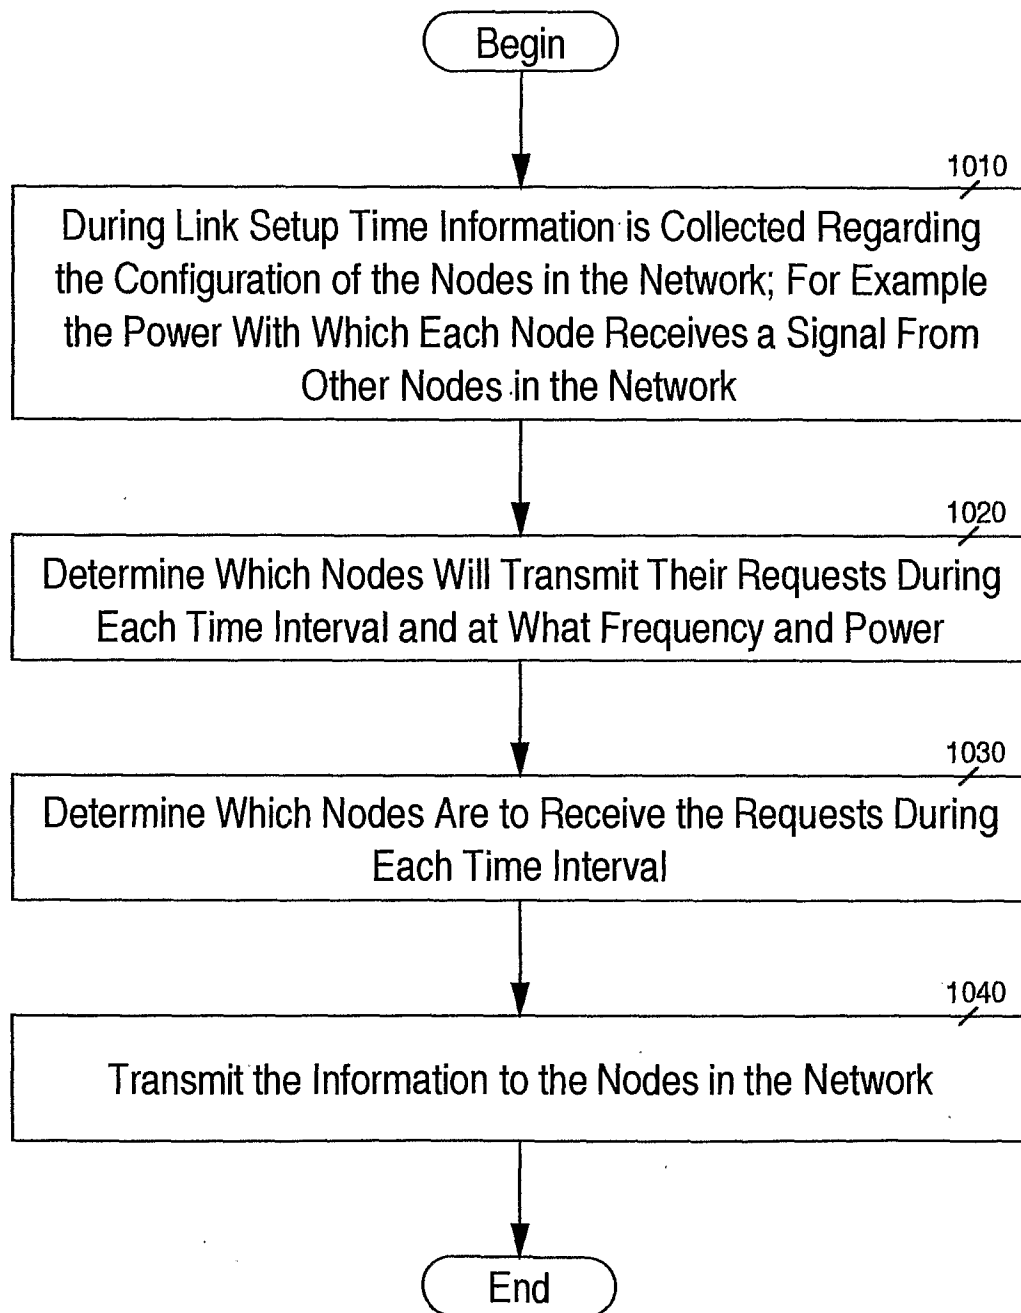 Begin
1010
During Link Setup Time Information is Collected Regarding
the Configuration of the Nodes in the Network; For Example
the Power With Which Each Node Receives a Signal From
Other Nodes in the Network
1020
Determine Which Nodes Will Transmit Their Requests During
Each Time Interval and at What Frequency and Power
1030
Determine Which Nodes Are to Receive the Requests During
Each Time Interval
1040
Transmit the Information to the Nodes in the Network
End